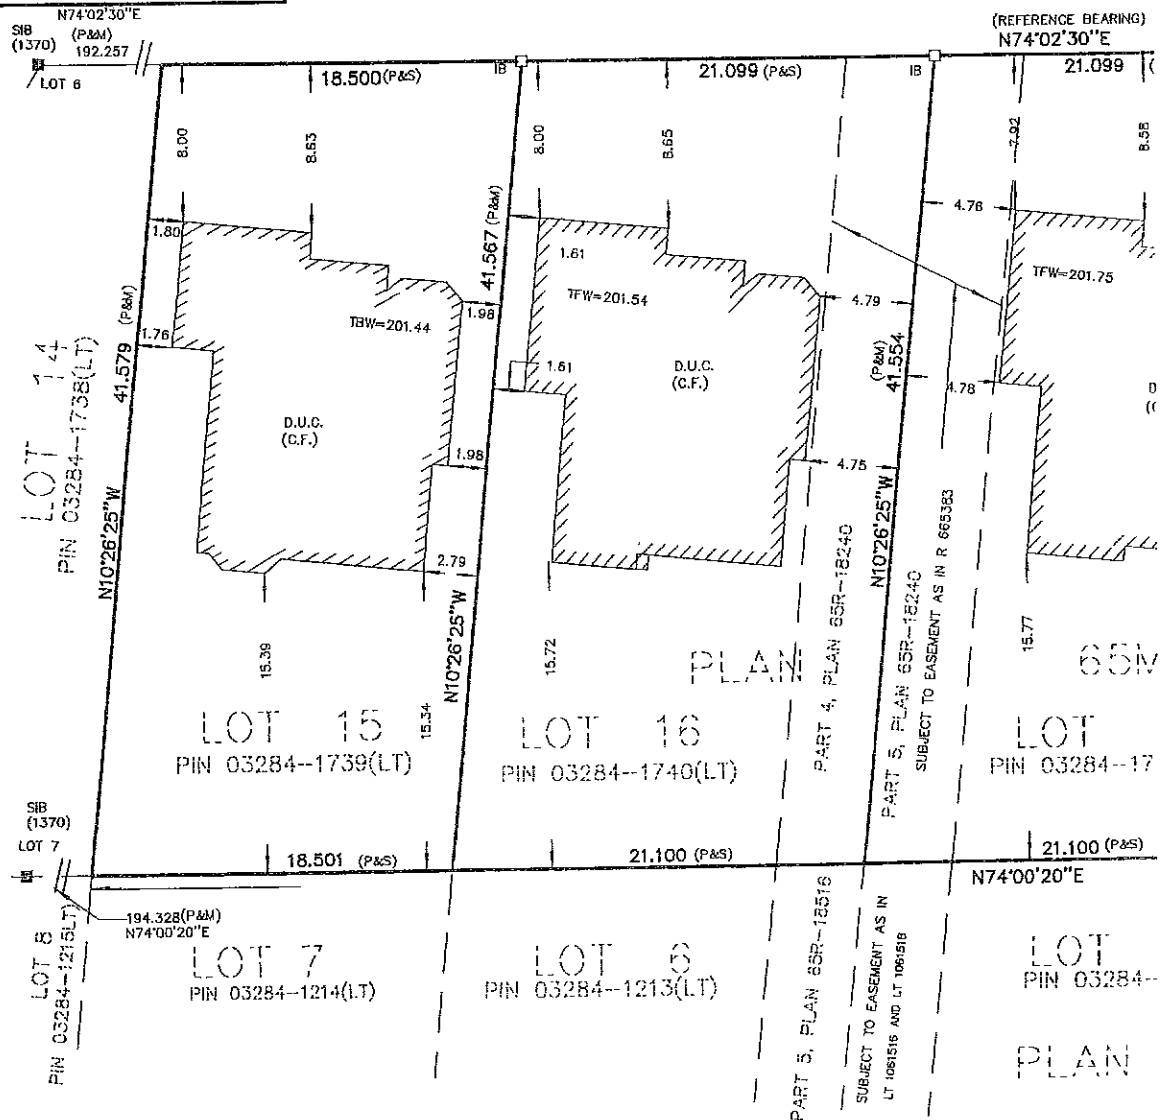 N74°02'30"E
(P&M)
192.257
SIB
(1370)
LOT 6
(REFERENCE BEARING)
N74°02'30"E
18.500(P&S)
IB
21.099 (P&S)
IB
21.099
8.00
8.63
8.00
8.65
7.92
8.58
1.80
41.567 (P&M)
1.61
4.76
TFW=201.75
TFW=201.54
TBW=201.44
1.98
4.79
41.579 (P&M)
1.76
1.61
D.U.C.
(C.F.)
41.554 (P&M)
4.78
LOT 14
PIN 03284--1738(LT)
D.U.C.
(C.F.)
1.98
4.75
N10°26'25"W
2.79
N10°26'25"W
N10°26'25"W
15.39
15.34
15.72
15.77
PLAN
65M
PART 4, PLAN 65R--18240
PART 5, PLAN 65R--18240
SUBJECT TO EASEMENT AS IN R 665383
LOT 15
PIN 03284--1739(LT)
LOT 16
PIN 03284--1740(LT)
LOT
PIN 03284--17
SIB
(1370)
LOT 7
18.501 (P&S)
21.100 (P&S)
21.100 (P&S)
N74°00'20"E
194.328(P&M)
N74°00'20"E
LOT 8
PIN 03284--1215(LT)
LOT 7
PIN 03284--1214(LT)
LOT 6
PIN 03284--1213(LT)
PART 5, PLAN 65R--18516
SUBJECT TO EASEMENT AS IN
LT 1061516 AND LT 1061518
LOT
PIN 03284--
PLAN